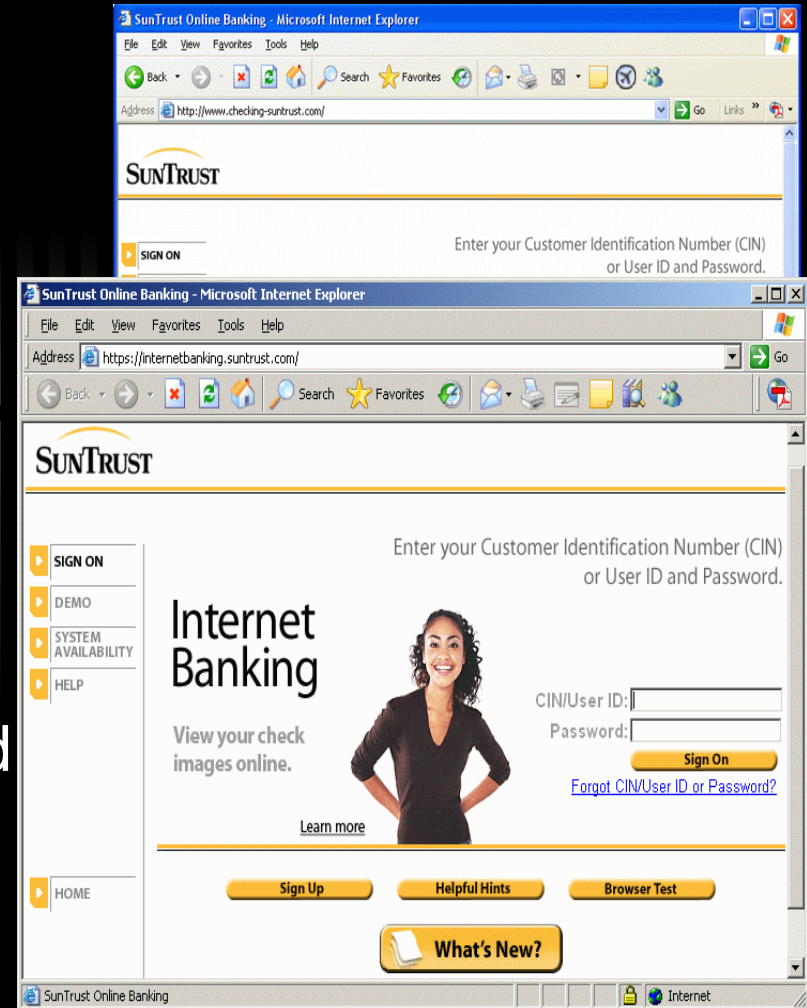 SunTrust Online Banking - Microsoft Internet Explorer
File Edit View Favorites Tools Help
Back Search Favorites
Address http://www.checking-suntrust.com/ Go Links »
SUNTRUST
SIGN ON
Enter your Customer Identification Number (CIN)
or User ID and Password.
SunTrust Online Banking - Microsoft Internet Explorer
File Edit View Favorites Tools Help
Address https://internetbanking.suntrust.com/ Go
Back Search Favorites
SUNTRUST
Enter your Customer Identification Number (CIN)
or User ID and Password.
SIGN ON
DEMO
SYSTEM
AVAILABILITY
HELP
HOME
Internet
Banking
View your check
images online.
Learn more
CIN/User ID:
Password:
Sign On
Forgot CIN/User ID or Password?
Sign Up Helpful Hints Browser Test
What's New?
SunTrust Online Banking Internet
d